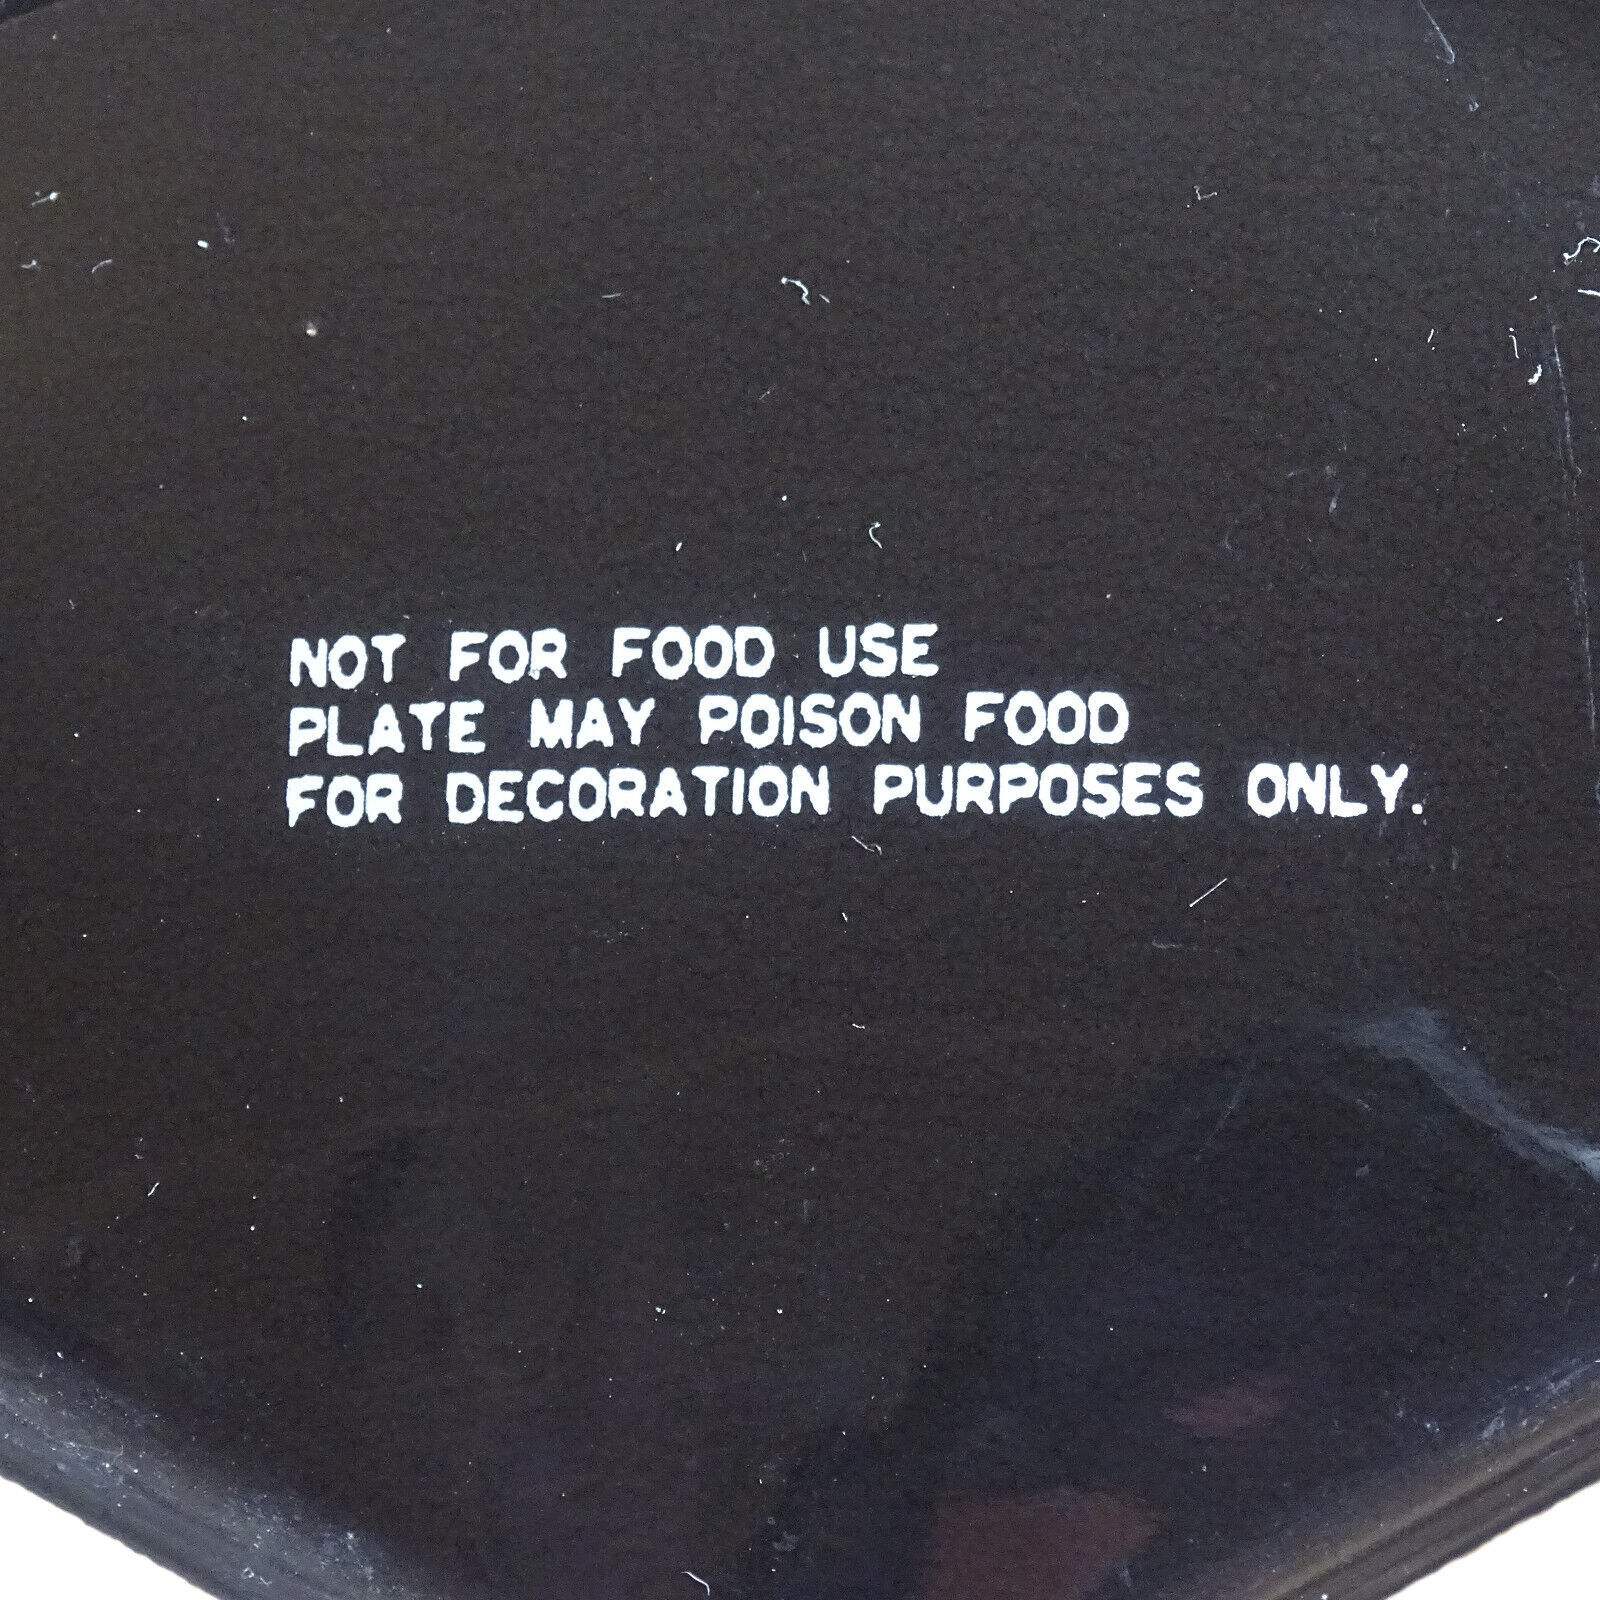 NOT FOR FOOD USE
PLATE MAY POISON FOOD
FOR DECORATION PURPOSES ONLY.